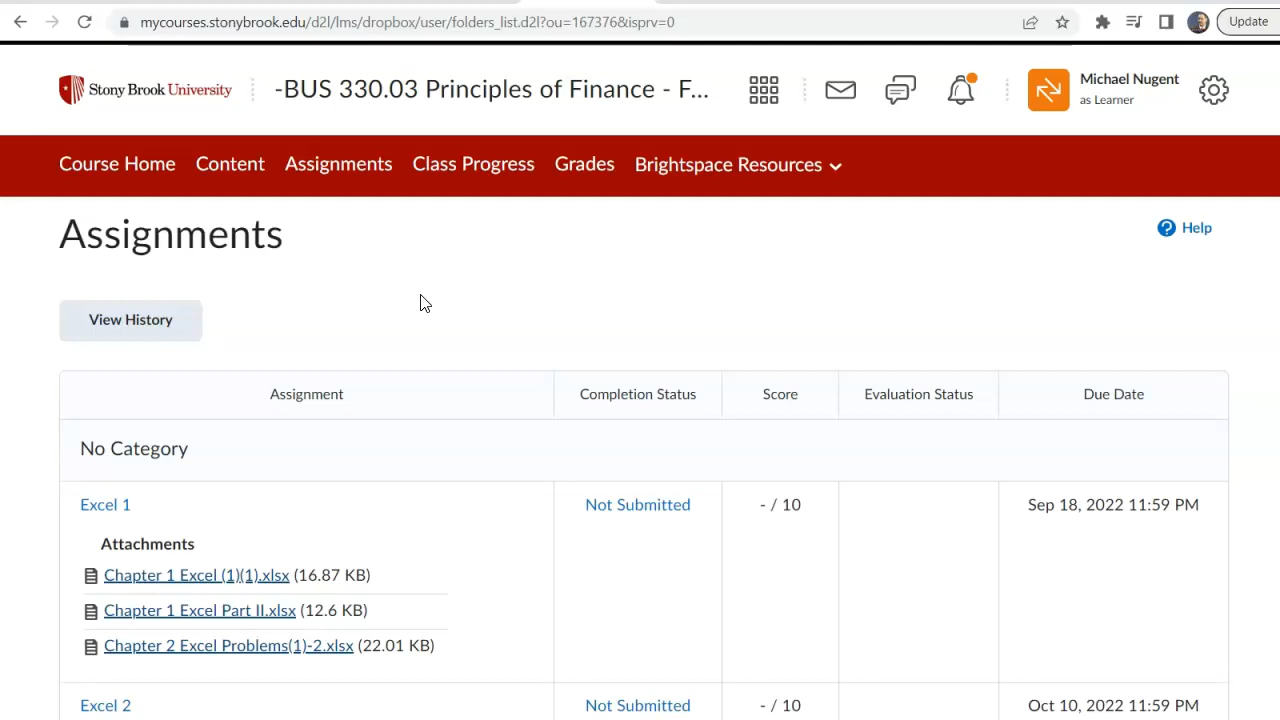 mycourses.stonybrook.edu/d2l/lms/dropbox/user/folders_list.d2l?ou=167376&isprv=0
Update
Stony Brook University
-BUS 330.03 Principles of Finance - F...
Michael Nugent
as Learner
Course Home Content Assignments Class Progress Grades Brightspace Resources
Assignments
Help
View History
Assignment Completion Status Score Evaluation Status Due Date
No Category
Excel 1 Not Submitted - / 10 Sep 18, 2022 11:59 PM
Attachments
Chapter 1 Excel (1)(1).xlsx (16.87 KB)
Chapter 1 Excel Part II.xlsx (12.6 KB)
Chapter 2 Excel Problems(1)-2.xlsx (22.01 KB)
Excel 2 Not Submitted - / 10 Oct 10, 2022 11:59 PM